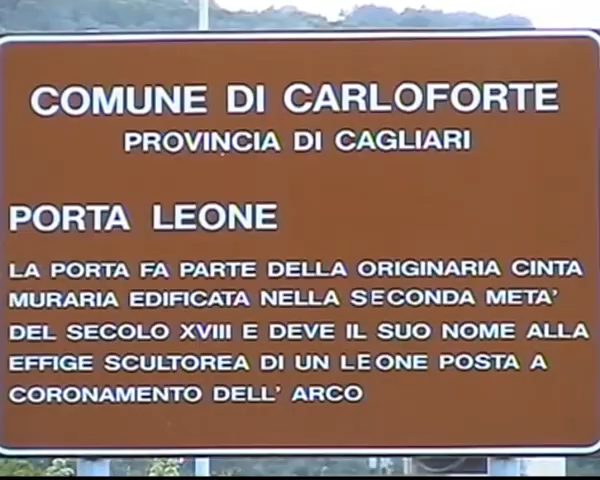 COMUNE DI CARLOFORTE
PROVINCIA DI CAGLIARI
PORTA LEONE
LA PORTA FA PARTE DELLA ORIGINARIA CINTA
MURARIA EDIFICATA NELLA SECONDA META'
DEL SECOLO XVIII E DEVE IL SUO NOME ALLA
EFFIGE SCULTOREA DI UN LEONE POSTA A
CORONAMENTO DELL' ARCO